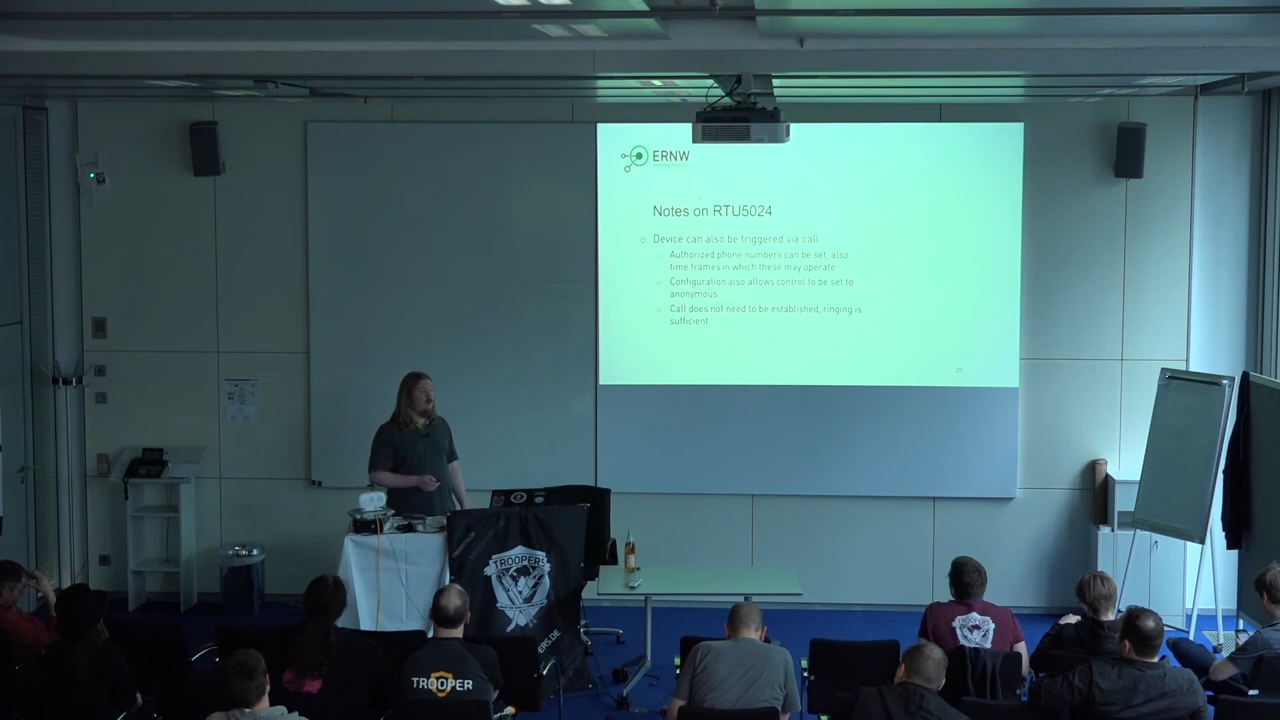 ERNW
Notes on RTU5024
Device can also be triggered via call
Authorized phone numbers can be set, also
time frames in which these may operate
Configuration also allows control to be set to
anonymous
Call does not need to be established, ringing is
sufficient
TROOPERS
TROOPER
TROOPERS